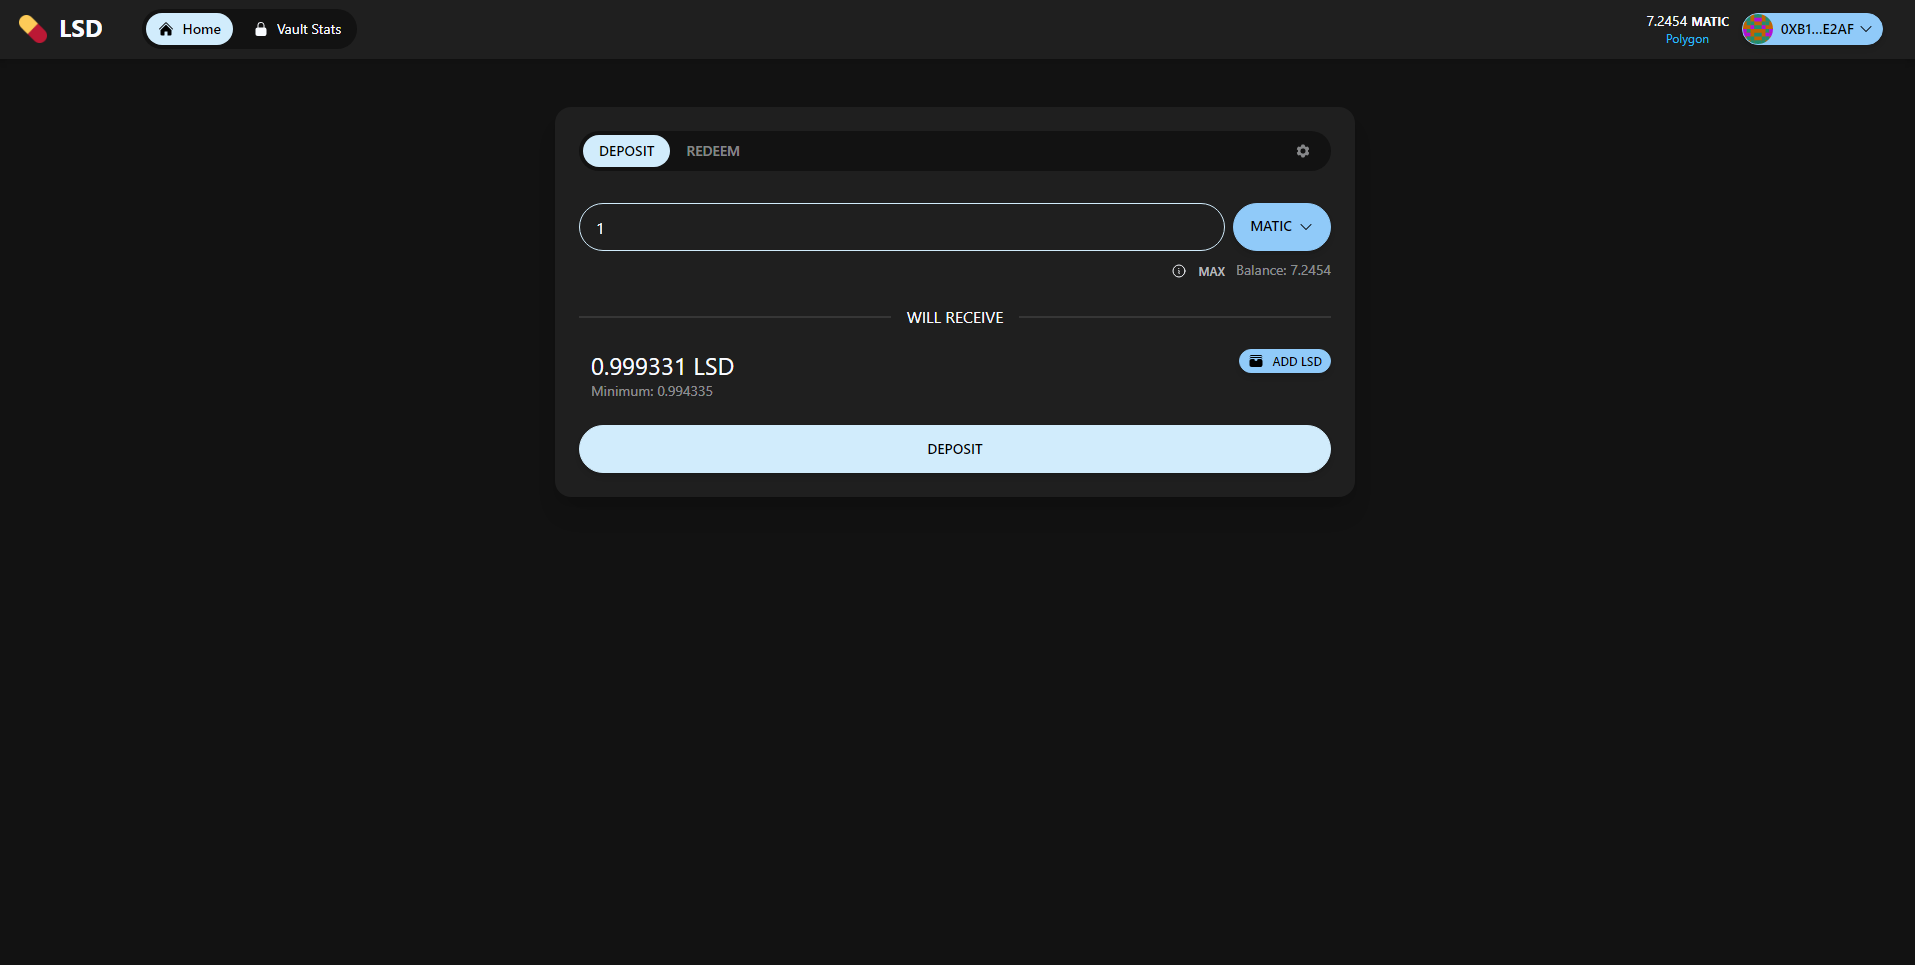 LSD
Home
Vault Stats
7.2454 MATIC
Polygon
0XB1...E2AF
DEPOSIT
REDEEM
1
MATIC
MAX
Balance: 7.2454
WILL RECEIVE
0.999331 LSD
Minimum: 0.994335
ADD LSD
DEPOSIT